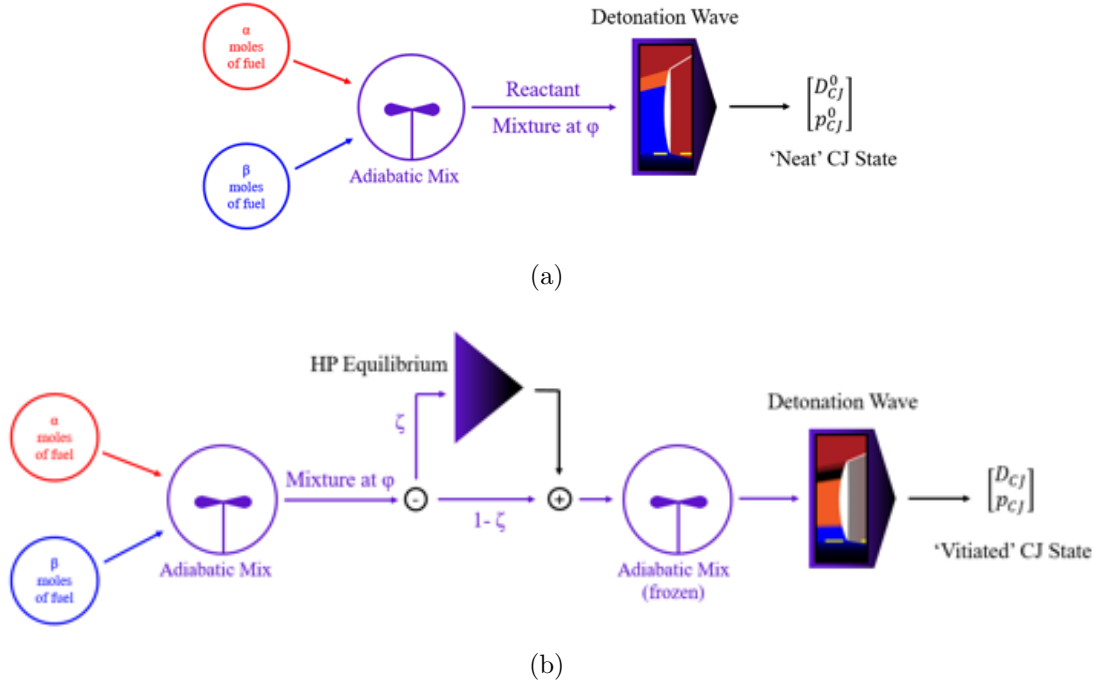 Detonation Wave
α
moles
of fuel
Reactant
Mixture at φ
D⁰CJ
p⁰CJ
'Neat' CJ State
β
moles
of fuel
Adiabatic Mix
(a)
HP Equilibrium
Detonation Wave
α
moles
of fuel
ζ
Mixture at φ
-
+
1- ζ
DCJ
pCJ
'Vitiated' CJ State
β
moles
of fuel
Adiabatic Mix
Adiabatic Mix
(frozen)
(b)